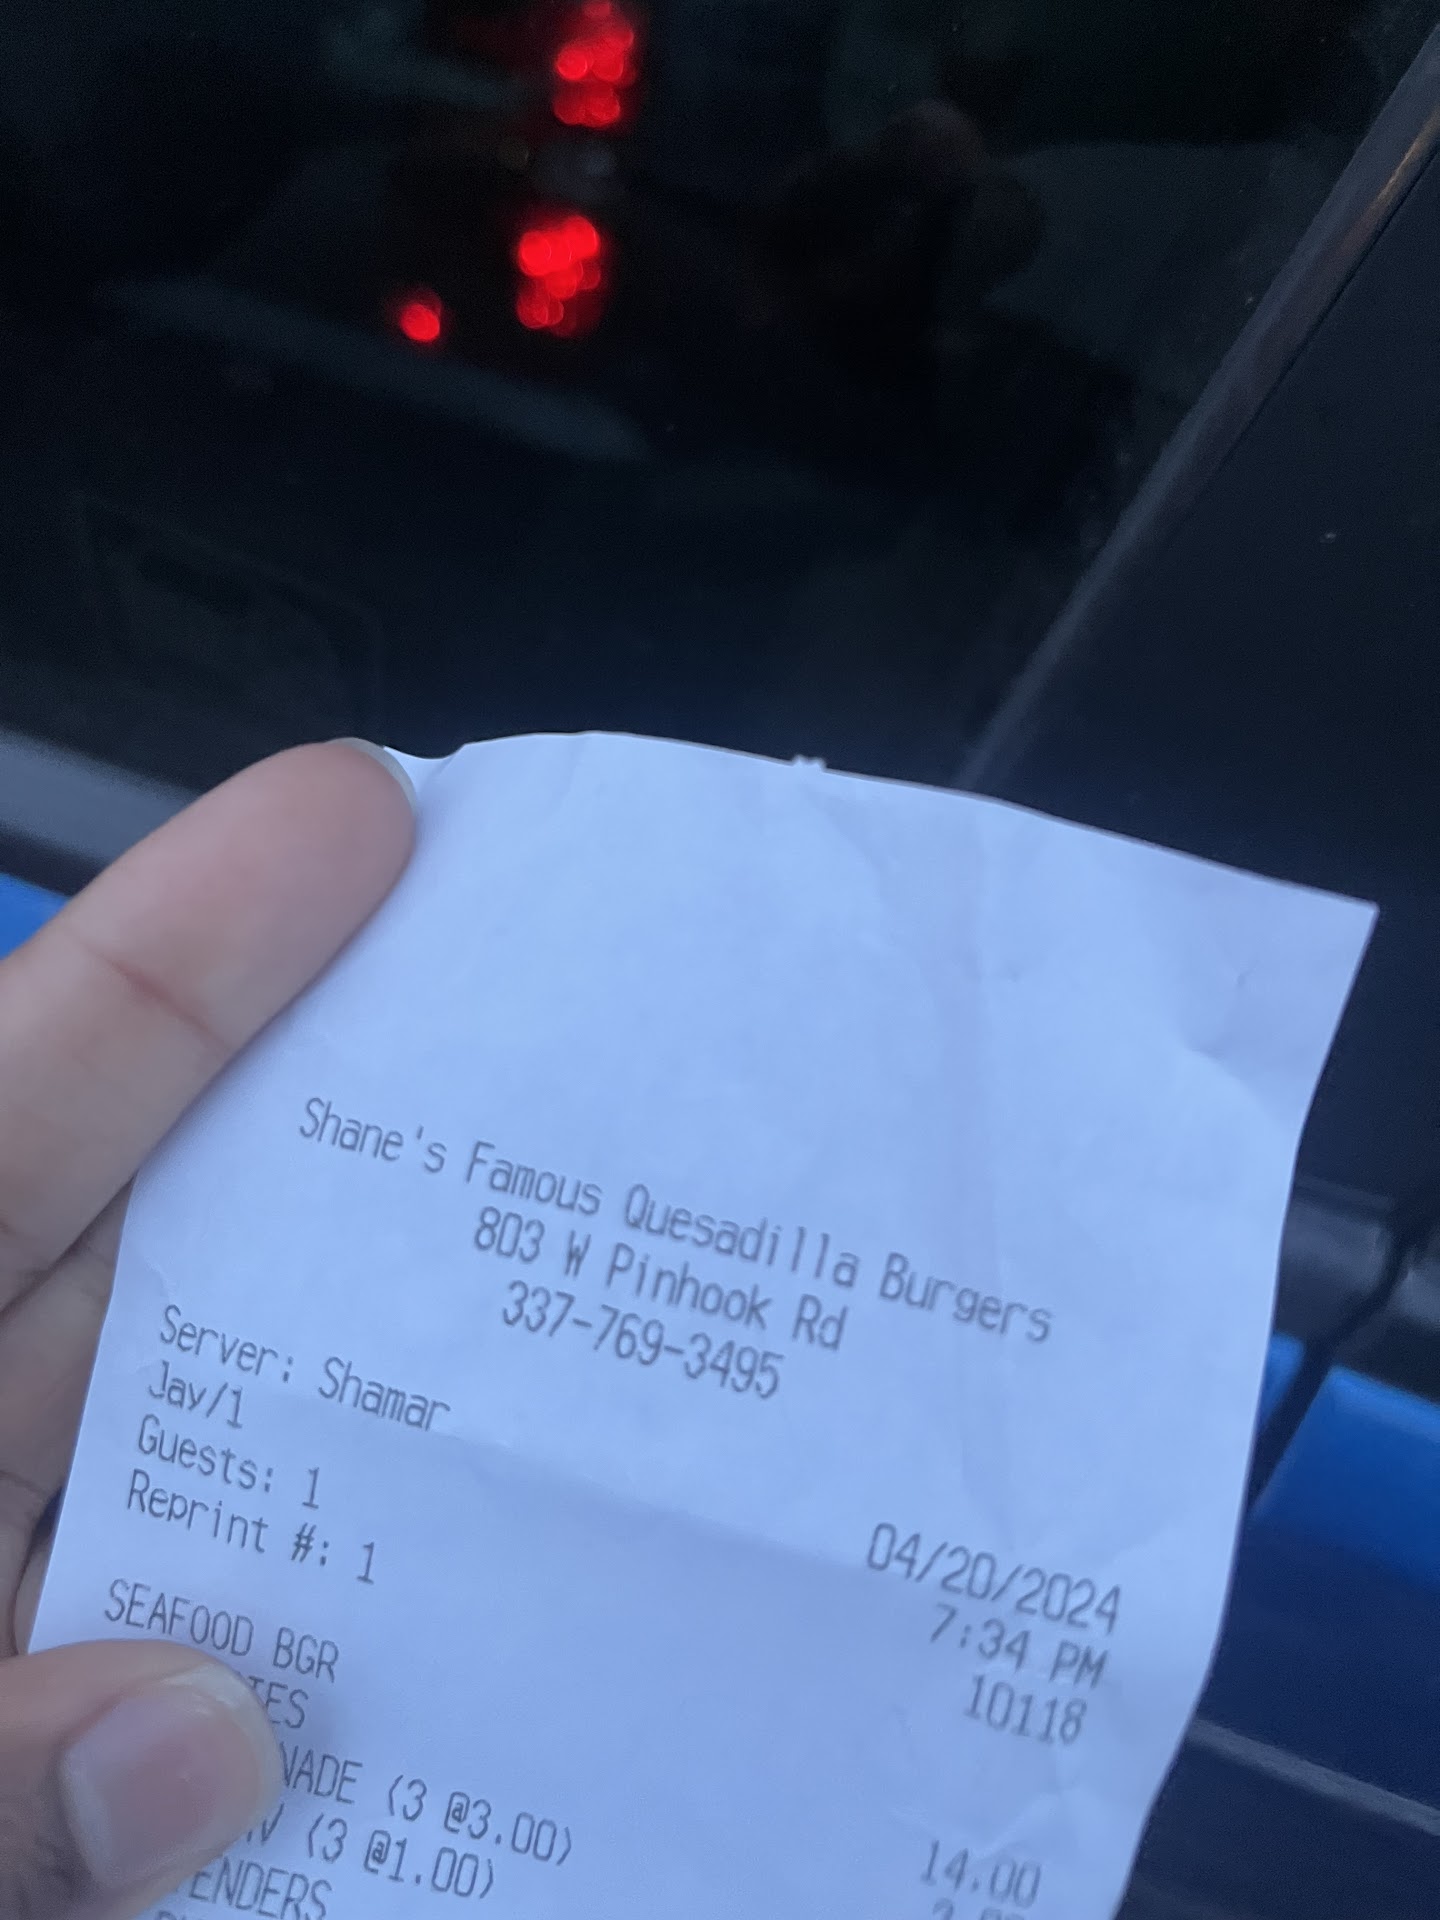 Shane's Famous Quesadilla Burgers
803 W Pinhook Rd
337-769-3495
Server: Shamar
Jay/1
Guests: 1
Reprint #: 1
04/20/2024
7:34 PM
10118
SEAFOOD BGR 14.00
(3 @3.00)
(3 @1.00)